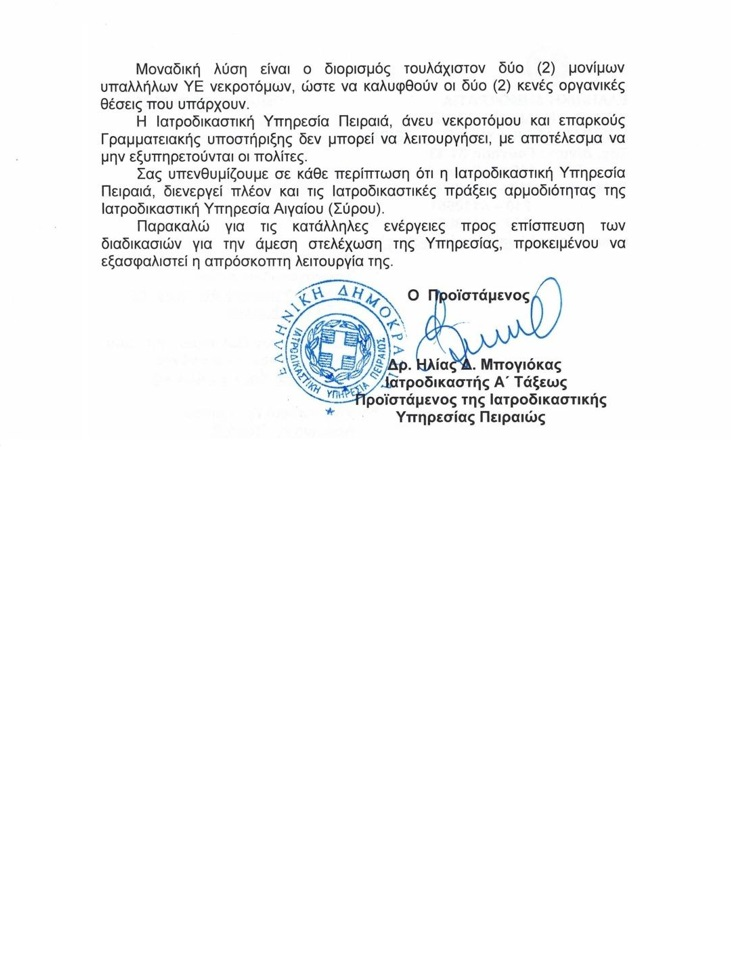 Μοναδική λύση είναι ο διορισμός τουλάχιστον δύο (2) μονίμων
υπαλλήλων ΥΕ νεκροτόμων, ώστε να καλυφθούν οι δύο (2) κενές οργανικές
θέσεις που υπάρχουν.
Η Ιατροδικαστική Υπηρεσία Πειραιά, άνευ νεκροτόμου και επαρκούς
Γραμματειακής υποστήριξης δεν μπορεί να λειτουργήσει, με αποτέλεσμα να
μην εξυπηρετούνται οι πολίτες.
Σας υπενθυμίζουμε σε κάθε περίπτωση ότι η Ιατροδικαστική Υπηρεσία
Πειραιά, διενεργεί πλέον και τις Ιατροδικαστικές πράξεις αρμοδιότητας της
Ιατροδικαστική Υπηρεσία Αιγαίου (Σύρου).
Παρακαλώ για τις κατάλληλες ενέργειες προς επίσπευση των
διαδικασιών για την άμεση στελέχωση της Υπηρεσίας, προκειμένου να
εξασφαλιστεί η απρόσκοπτη λειτουργία της.
Ο Προϊστάμενος
ΕΛΛΗΝΙΚΗ ΔΗΜΟΚΡΑ
ΙΑΤΡΟΔΙΚΑΣΤΙΚΗ ΥΠΗΡΕΣΙΑ ΠΕΙΡΑΙΩΣ
Δρ. Ηλίας Δ. Μπογιόκας
Ιατροδικαστής Α΄ Τάξεως
Προϊστάμενος της Ιατροδικαστικής
Υπηρεσίας Πειραιώς